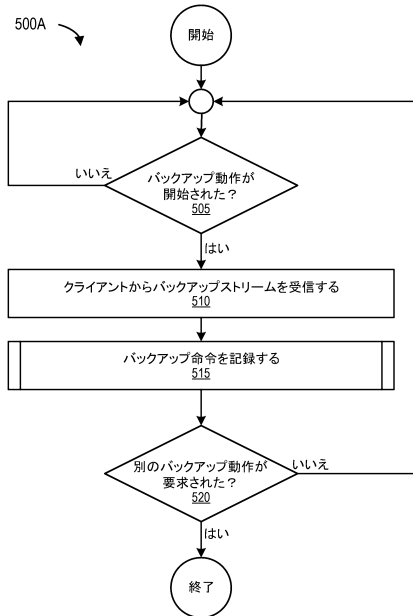 500A
開始
いいえ
バックアップ動作が
開始された？
505
はい
クライアントからバックアップストリームを受信する
510
バックアップ命令を記録する
515
別のバックアップ動作が
要求された？
520
いいえ
はい
終了